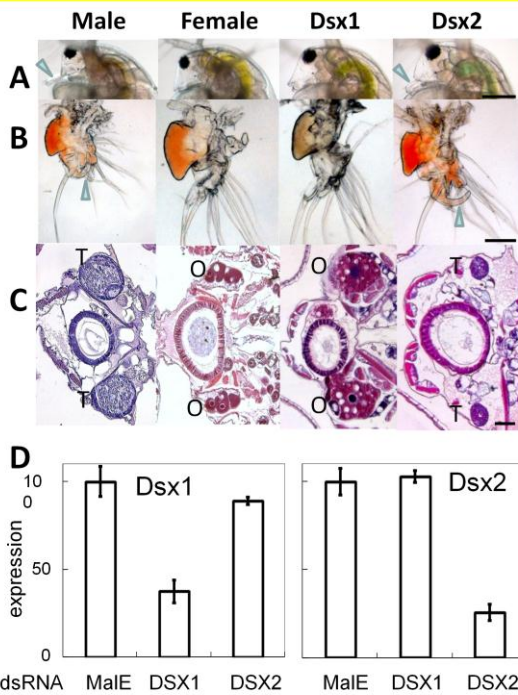 Male Female Dsx1 Dsx2
A
B
C
T O O T
T O O T
D
10
0
Dsx1
Dsx2
expression
50
0
dsRNA MalE DSX1 DSX2 MalE DSX1 DSX2